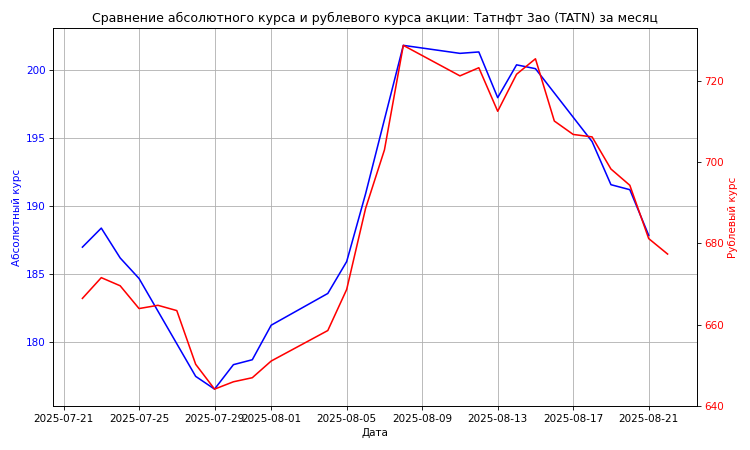 Сравнение абсолютного курса и рублевого курса акции: Татнфт 3ао (TATN) за месяц
200
195
190
185
180
Абсолютный курс
720
700
680
660
640
Рублевый курс
2025-07-21 2025-07-25 2025-07-29 2025-08-01 2025-08-05 2025-08-09 2025-08-13 2025-08-17 2025-08-21
Дата